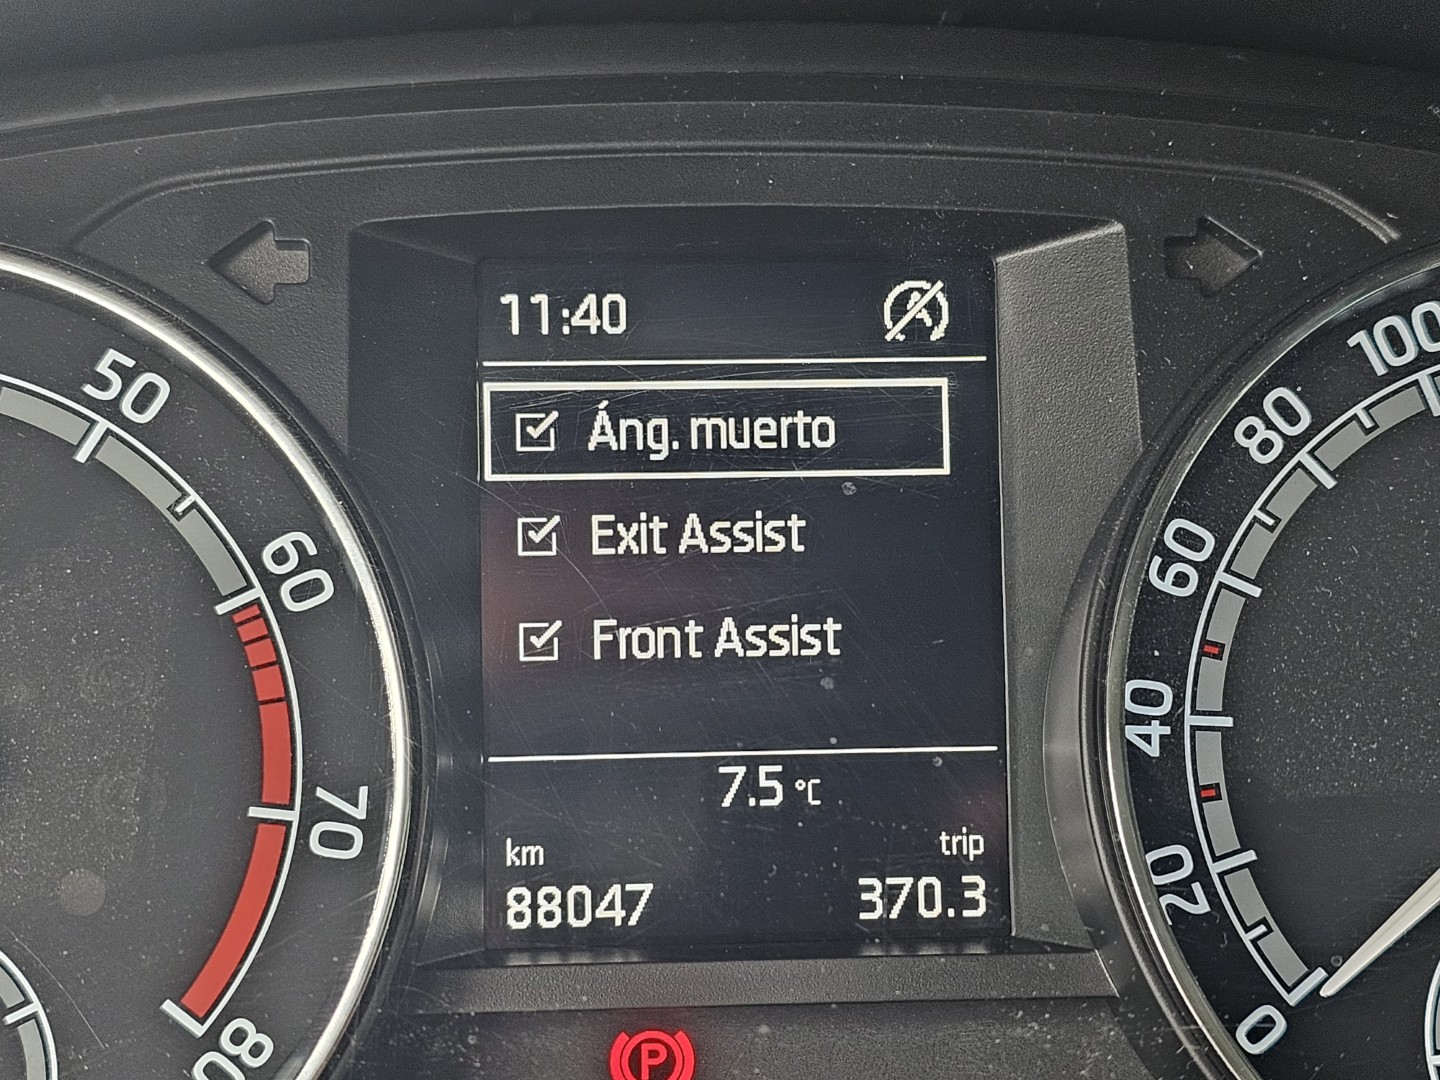 11:40
Áng. muerto
Exit Assist
Front Assist
7.5 °C
km
trip
88047
370.3
50
60
70
80
100
80
60
40
20
0
P
A